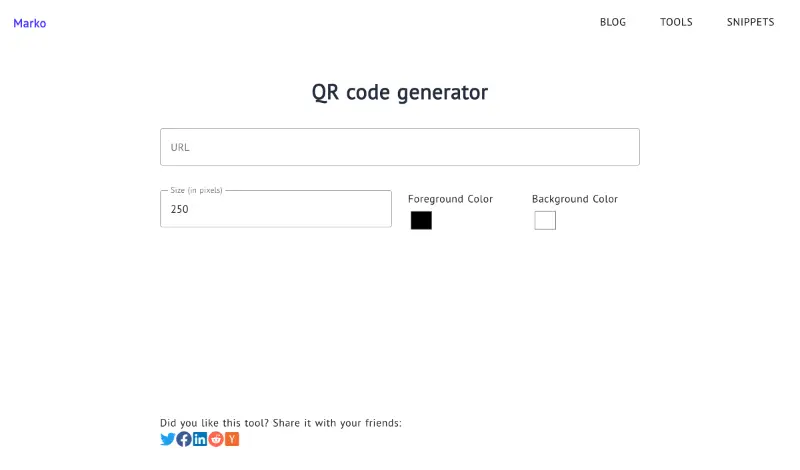 Marko
BLOG TOOLS SNIPPETS
QR code generator
URL
Size (in pixels)
250
Foreground Color
Background Color
Did you like this tool? Share it with your friends:
Y